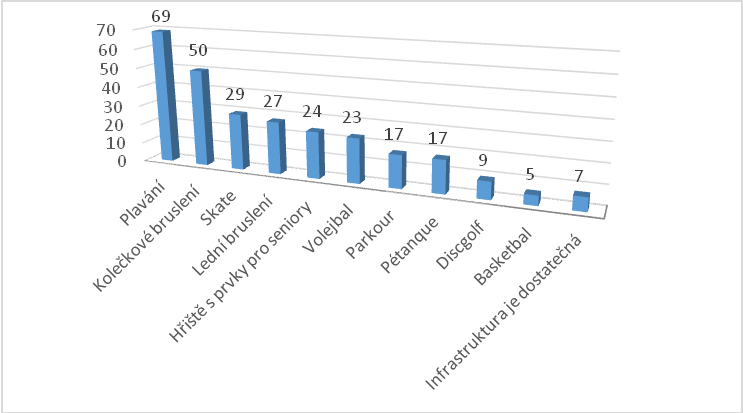 70
60
50
40
30
20
10
0
69
50
29
27
24
23
17
17
9
5
7
Plavání
Kolečkové bruslení
Skate
Lední bruslení
Hřiště s prvky pro seniory
Volejbal
Parkour
Pétanque
Discgolf
Basketbal
Infrastruktura je dostatečná